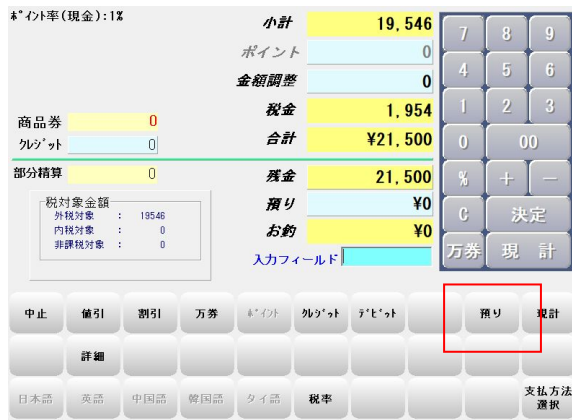 ﾎﾟｲﾝﾄ率(現金):1%
小計 19,546
ポイント 0
金額調整 0
税金 1,954
商品券 0
合計 ¥21,500
ｸﾚｼﾞｯﾄ 0
部分精算 0
残金 21,500
預り ¥0
お釣 ¥0
入力フィールド
税対象金額
外税対象 : 19546
内税対象 : 0
非課税対象 : 0
7 8 9
4 5 6
1 2 3
0 00
% + −
C 決定
万券 現 計
中止 値引 割引 万券 ﾎﾟｲﾝﾄ ｸﾚｼﾞｯﾄ ﾃﾞﾋﾞｯﾄ 預り 現計
詳細
日本語 英語 中国語 韓国語 タイ語 税率 支払方法
選択